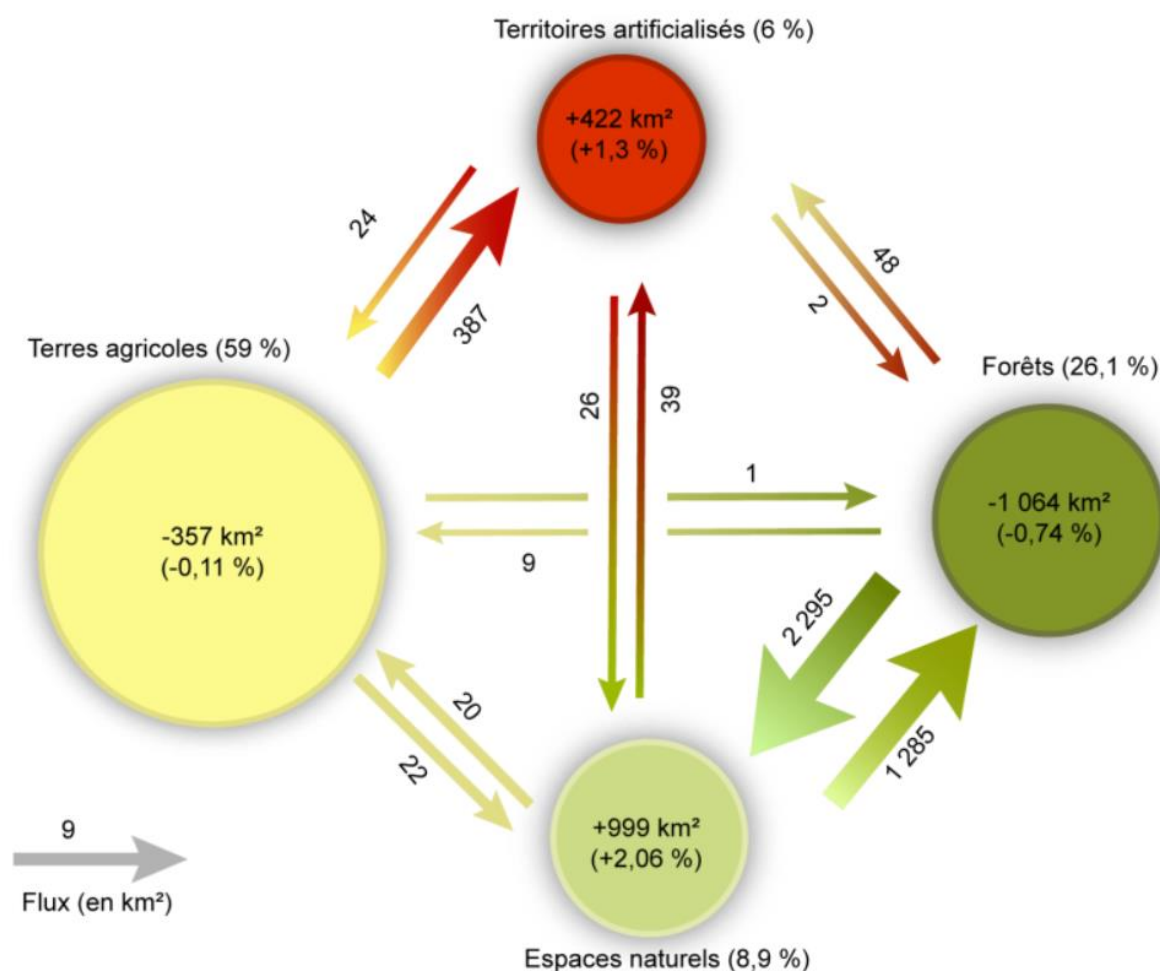 Territoires artificialisés (6 %)
+422 km²
(+1,3 %)
24
387
48
2
Terres agricoles (59 %)
Forêts (26,1 %)
26
39
1
-357 km²
(-0,11 %)
-1 064 km²
(-0,74 %)
9
2 295
1 285
20
22
+999 km²
(+2,06 %)
9
Flux (en km²)
Espaces naturels (8,9 %)